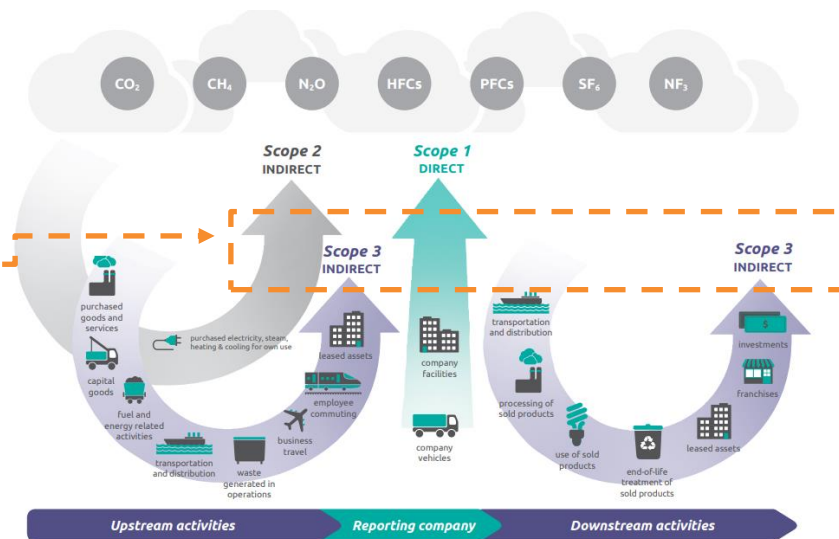 CO₂ CH₄ N₂O HFCs PFCs SF₆ NF₃
Scope 2
INDIRECT
Scope 1
DIRECT
Scope 3
INDIRECT
Scope 3
INDIRECT
purchased
goods and
services
capital
goods
fuel and
energy related
activities
transportation
and distribution
waste
generated in
operations
business
travel
employee
commuting
leased assets
purchased electricity, steam,
heating & cooling for own use
company
facilities
company
vehicles
transportation
and distribution
processing of
sold products
use of sold
products
end-of-life
treatment of
sold products
leased assets
franchises
investments
$
Upstream activities
Reporting company
Downstream activities